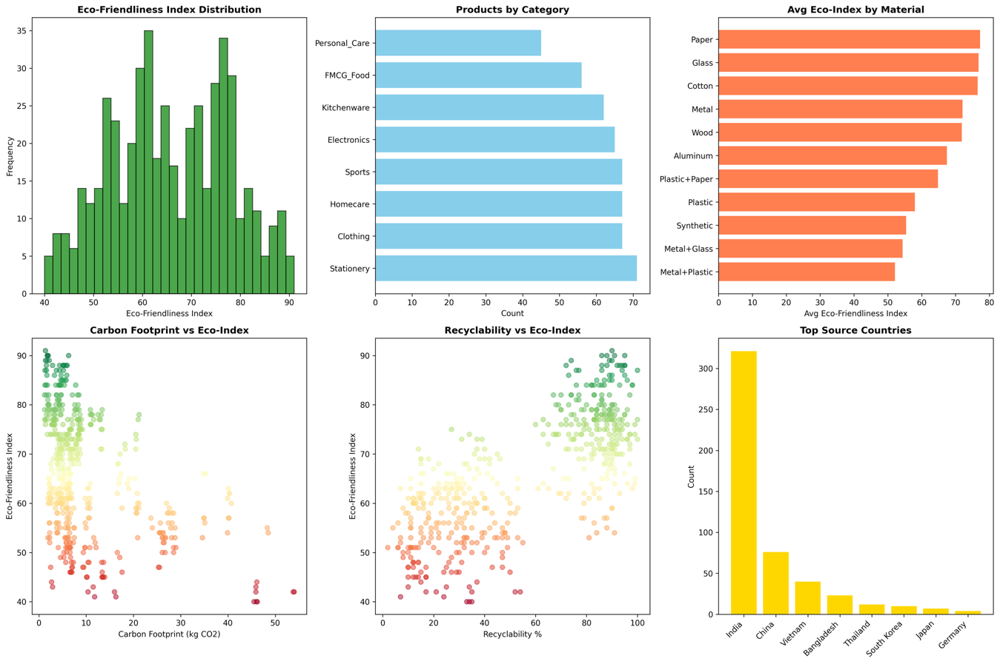 Eco-Friendliness Index Distribution
Frequency
35
30
25
20
15
10
5
0
40 50 60 70 80 90
Eco-Friendliness Index
Products by Category
Personal_Care
FMCG_Food
Kitchenware
Electronics
Sports
Homecare
Clothing
Stationery
0 10 20 30 40 50 60 70
Count
Avg Eco-Index by Material
Paper
Glass
Cotton
Metal
Wood
Aluminum
Plastic+Paper
Plastic
Synthetic
Metal+Glass
Metal+Plastic
0 10 20 30 40 50 60 70 80
Avg Eco-Friendliness Index
Carbon Footprint vs Eco-Index
Eco-Friendliness Index
90
80
70
60
50
40
0 10 20 30 40 50
Carbon Footprint (kg CO2)
Recyclability vs Eco-Index
Eco-Friendliness Index
90
80
70
60
50
40
0 20 40 60 80 100
Recyclability %
Top Source Countries
Count
300
250
200
150
100
50
0
India
China
Vietnam
Bangladesh
Thailand
South Korea
Japan
Germany